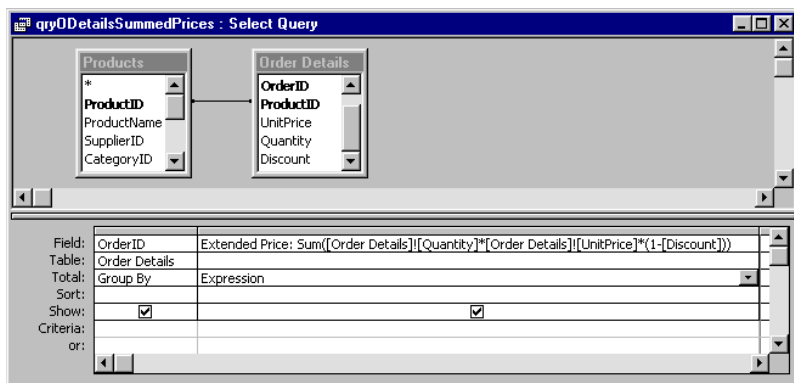 qryODetailsSummedPrices : Select Query
Products
*
ProductID
ProductName
SupplierID
CategoryID
Order Details
OrderID
ProductID
UnitPrice
Quantity
Discount
Field: OrderID Extended Price: Sum([Order Details]![Quantity]*[Order Details]![UnitPrice]*(1-[Discount]))
Table: Order Details
Total: Group By Expression
Sort:
Show:
Criteria:
or: